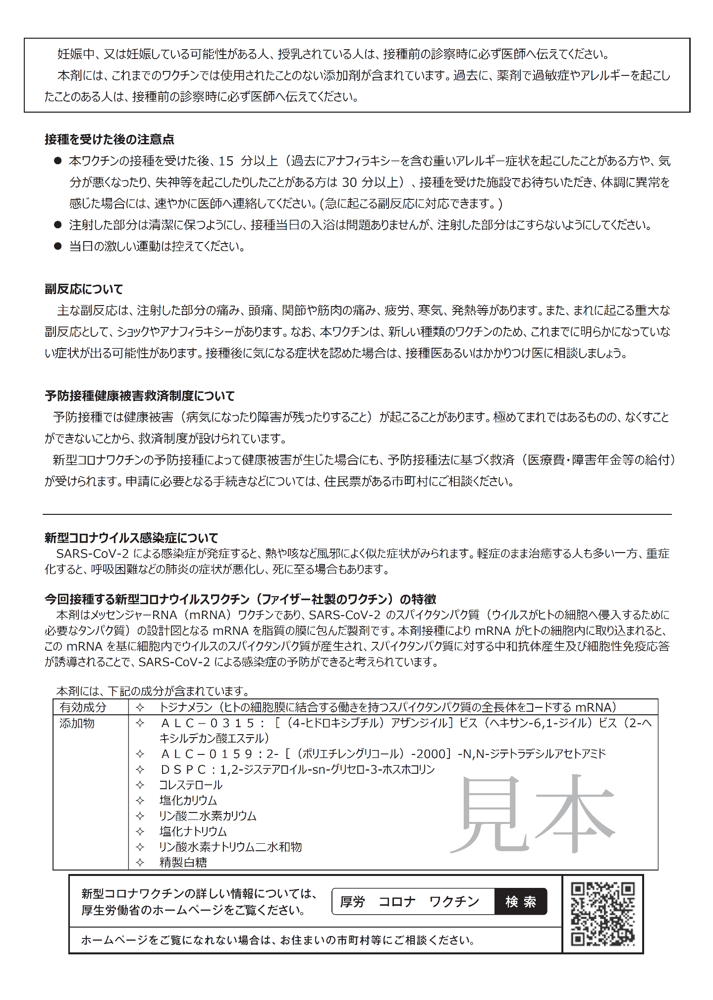 妊娠中、又は妊娠している可能性がある人、授乳されている人は、接種前の診察時に必ず医師へ伝えてください。
本剤には、これまでのワクチンでは使用されたことのない添加剤が含まれています。過去に、薬剤で過敏症やアレルギーを起こし
たことのある人は、接種前の診察時に必ず医師へ伝えてください。
接種を受けた後の注意点
● 本ワクチンの接種を受けた後、15 分以上（過去にアナフィラキシーを含む重いアレルギー症状を起こしたことがある方や、気
分が悪くなったり、失神等を起こしたりしたことがある方は 30 分以上）、接種を受けた施設でお待ちいただき、体調に異常を
感じた場合には、速やかに医師へ連絡してください。(急に起こる副反応に対応できます。)
● 注射した部分は清潔に保つようにし、接種当日の入浴は問題ありませんが、注射した部分はこすらないようにしてください。
● 当日の激しい運動は控えてください。
副反応について
主な副反応は、注射した部分の痛み、頭痛、関節や筋肉の痛み、疲労、寒気、発熱等があります。また、まれに起こる重大な
副反応として、ショックやアナフィラキシーがあります。なお、本ワクチンは、新しい種類のワクチンのため、これまでに明らかになっていな
い症状が出る可能性があります。接種後に気になる症状を認めた場合は、接種医あるいはかかりつけ医に相談しましょう。
予防接種健康被害救済制度について
予防接種では健康被害（病気になったり障害が残ったりすること）が起こることがあります。極めてまれではあるものの、なくすこと
ができないことから、救済制度が設けられています。
新型コロナワクチンの予防接種によって健康被害が生じた場合にも、予防接種法に基づく救済（医療費・障害年金等の給付）
が受けられます。申請に必要となる手続きなどについては、住民票がある市町村にご相談ください。
新型コロナウイルス感染症について
SARS-CoV-2 による感染症が発症すると、熱や咳など風邪によく似た症状がみられます。軽症のまま治癒する人も多い一方、重症
化すると、呼吸困難などの肺炎の症状が悪化し、死に至る場合もあります。
今回接種する新型コロナウイルスワクチン（ファイザー社製のワクチン）の特徴
本剤はメッセンジャーRNA（mRNA）ワクチンであり、SARS-CoV-2 のスパイクタンパク質（ウイルスがヒトの細胞へ侵入するために
必要なタンパク質）の設計図となる mRNA を脂質の膜に包んだ製剤です。本剤接種により mRNA がヒトの細胞内に取り込まれると、
この mRNA を基に細胞内でウイルスのスパイクタンパク質が産生され、スパイクタンパク質に対する中和抗体産生及び細胞性免疫応答
が誘導されることで、SARS-CoV-2 による感染症の予防ができると考えられています。
本剤には、下記の成分が含まれています。
有効成分 ✧ トジナメラン（ヒトの細胞膜に結合する働きを持つスパイクタンパク質の全長体をコードする mRNA）
添加物 ✧ ＡＬＣ－０３１５：［（4-ヒドロキシブチル）アザンジイル］ビス（ヘキサン-6,1-ジイル）ビス（2-ヘ
キシルデカン酸エステル）
✧ ＡＬＣ－０１５９：2-［（ポリエチレングリコール）-2000］-N,N-ジテトラデシルアセトアミド
✧ ＤＳＰＣ：1,2-ジステアロイル-sn-グリセロ-3-ホスホコリン
✧ コレステロール
✧ 塩化カリウム
✧ リン酸二水素カリウム
✧ 塩化ナトリウム
✧ リン酸水素ナトリウム二水和物
✧ 精製白糖
見本
新型コロナワクチンの詳しい情報については、
厚生労働省のホームページをご覧ください。
厚労 コロナ ワクチン 検索
ホームページをご覧になれない場合は、お住まいの市町村等にご相談ください。